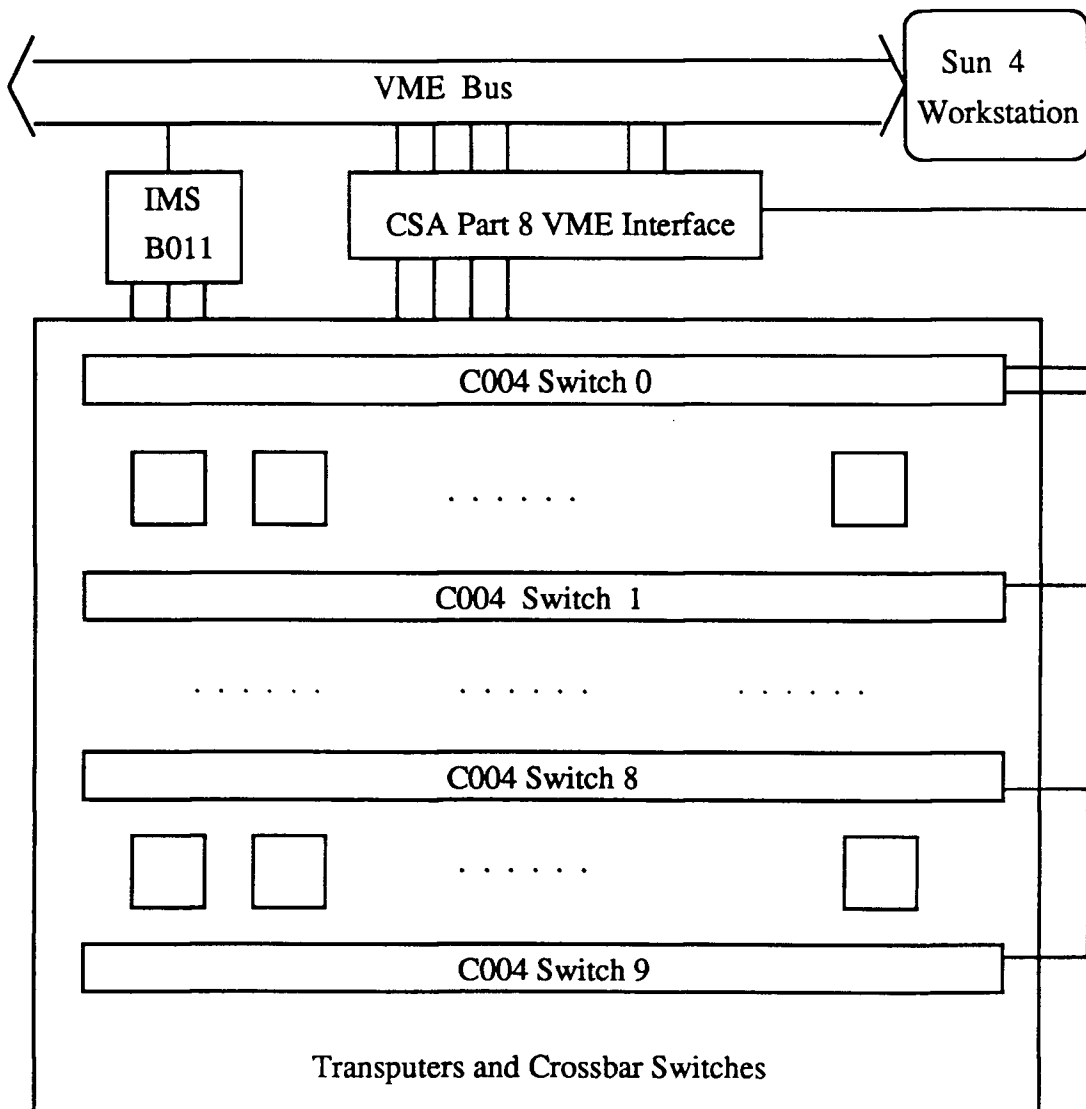 Sun 4
Workstation
VME Bus
IMS
B011
CSA Part 8 VME Interface
C004 Switch 0
. . . . . .
C004 Switch 1
. . . . . . . . . . . . . . . . . .
C004 Switch 8
. . . . . .
C004 Switch 9
Transputers and Crossbar Switches